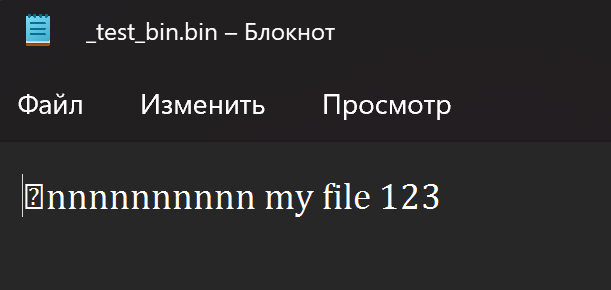 _test_bin.bin – Блокнот
Файл Изменить Просмотр
⍰nnnnnnnnnn my file 123